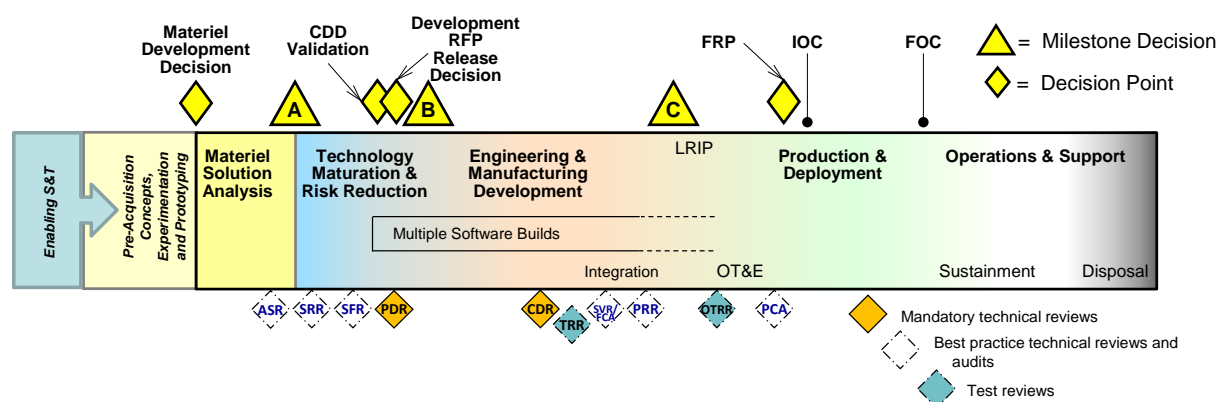 Materiel
Development
Decision
CDD
Validation
Development
RFP
Release
Decision
FRP
IOC
FOC
= Milestone Decision
= Decision Point
A
B
C
Enabling S&T
Pre-Acquisition
Concepts,
Experimentation
and Prototyping
Materiel
Solution
Analysis
Technology
Maturation &
Risk Reduction
Engineering &
Manufacturing
Development
LRIP
Production &
Deployment
Operations & Support
Multiple Software Builds
Integration
OT&E
Sustainment
Disposal
ASR
SRR
SFR
PDR
CDR
TRR
SVR/
FCA
PRR
OTRR
PCA
Mandatory technical reviews
Best practice technical reviews and
audits
Test reviews